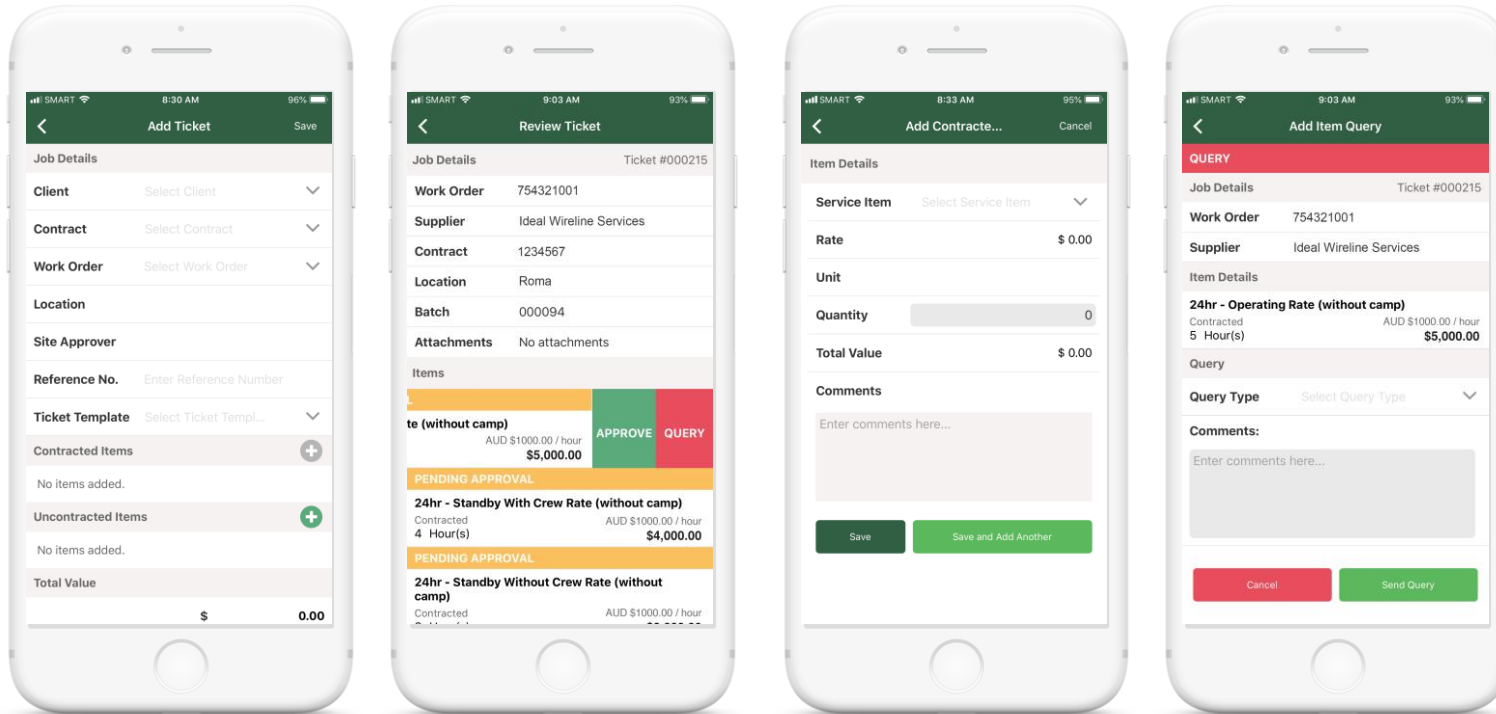 SMART 8:30 AM 96%
Add Ticket Save
Job Details
Client Select Client
Contract Select Contract
Work Order Select Work Order
Location
Site Approver
Reference No. Enter Reference Number
Ticket Template Select Ticket Templ...
Contracted Items
No items added.
Uncontracted Items
No items added.
Total Value
$ 0.00
SMART 9:03 AM 93%
Review Ticket
Job Details Ticket #000215
Work Order 754321001
Supplier Ideal Wireline Services
Contract 1234567
Location Roma
Batch 000094
Attachments No attachments
Items
te (without camp)
AUD $1000.00 / hour
$5,000.00
APPROVE QUERY
PENDING APPROVAL
24hr - Standby With Crew Rate (without camp)
Contracted AUD $1000.00 / hour
4 Hour(s) $4,000.00
PENDING APPROVAL
24hr - Standby Without Crew Rate (without
camp)
Contracted AUD $1000.00 / hour
SMART 8:33 AM 95%
Add Contracte... Cancel
Item Details
Service Item Select Service Item
Rate $ 0.00
Unit
Quantity 0
Total Value $ 0.00
Comments
Enter comments here...
Save Save and Add Another
SMART 9:03 AM 93%
Add Item Query
QUERY
Job Details Ticket #000215
Work Order 754321001
Supplier Ideal Wireline Services
Item Details
24hr - Operating Rate (without camp)
Contracted AUD $1000.00 / hour
5 Hour(s) $5,000.00
Query
Query Type Select Query Type
Comments:
Enter comments here...
Cancel Send Query